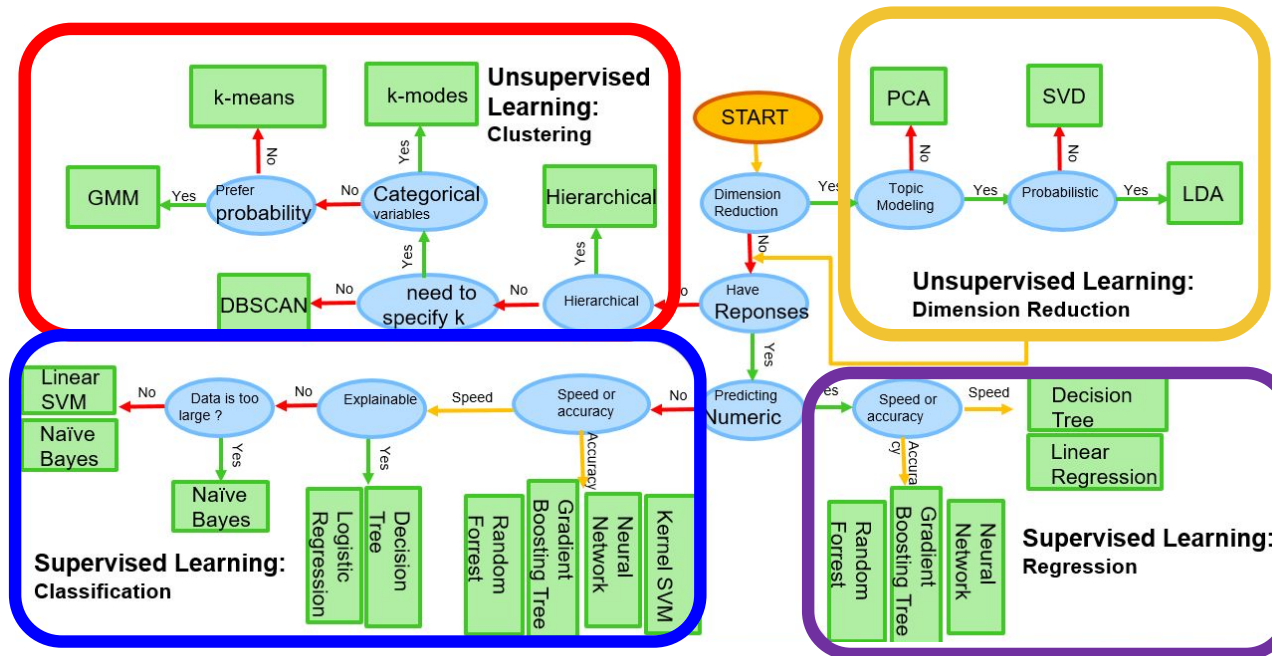 Unsupervised
Learning:
Clustering
k-means
k-modes
No
Yes
GMM
Yes
Prefer
probability
No
Categorical
variables
Hierarchical
Yes
Yes
DBSCAN
No
need to
specify k
No
Hierarchical
No
START
Dimension
Reduction
Yes
No
Have
Reponses
Yes
Predicting
Numeric
No
Yes
PCA
SVD
No
No
Topic
Modeling
Yes
Probabilistic
Yes
LDA
Unsupervised Learning:
Dimension Reduction
Linear
SVM
Naïve
Bayes
No
Data is too
large ?
No
Explainable
Speed
Speed or
accuracy
Yes
Yes
Accuracy
Naïve
Bayes
Logistic
Regression
Decision
Tree
Random
Forrest
Gradient
Boosting Tree
Neural
Network
Kernel SVM
Supervised Learning:
Classification
Speed or
accuracy
Speed
Decision
Tree
Linear
Regression
Accura
cy
Random
Forrest
Gradient
Boosting Tree
Neural
Network
Supervised Learning:
Regression